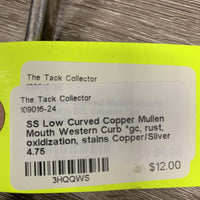 The Tack Collector
The Tack Collector
109016-24
SS Low Curved Copper Mullen
Mouth Western Curb *gc, rust,
oxidization, stains Copper/Silver
4.75
3HQQWS
$12.00